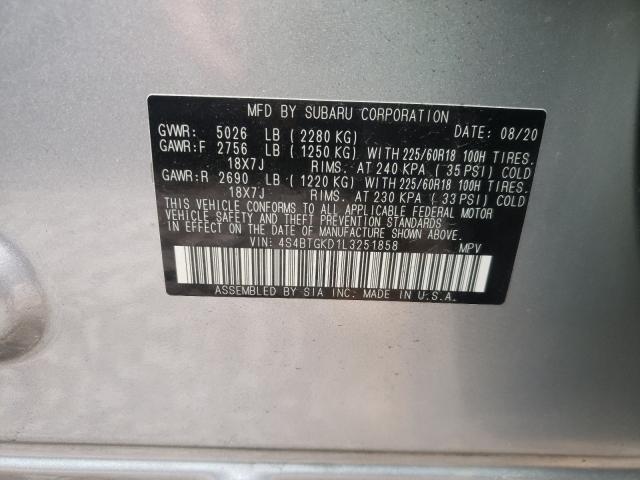 MFD BY SUBARU CORPORATION
GVWR: 5026 LB ( 2280 KG) DATE: 08/20
GAWR:F 2756 LB ( 1250 KG) WITH 225/60R18 100H TIRES.
18X7J RIMS. AT 240 KPA ( 35 PSI) COLD
GAWR:R 2690 LB ( 1220 KG) WITH 225/60R18 100H TIRES.
18X7J RIMS. AT 230 KPA ( 33 PSI) COLD
THIS VEHICLE CONFORMS TO ALL APPLICABLE FEDERAL MOTOR
VEHICLE SAFETY AND THEFT PREVENTION STANDARDS
IN EFFECT ON THE DATE OF MANUFACTURE SHOWN ABOVE.
VIN: 4S4BTGKD1L3251858 MPV
ASSEMBLED BY SIA INC. MADE IN U.S.A.